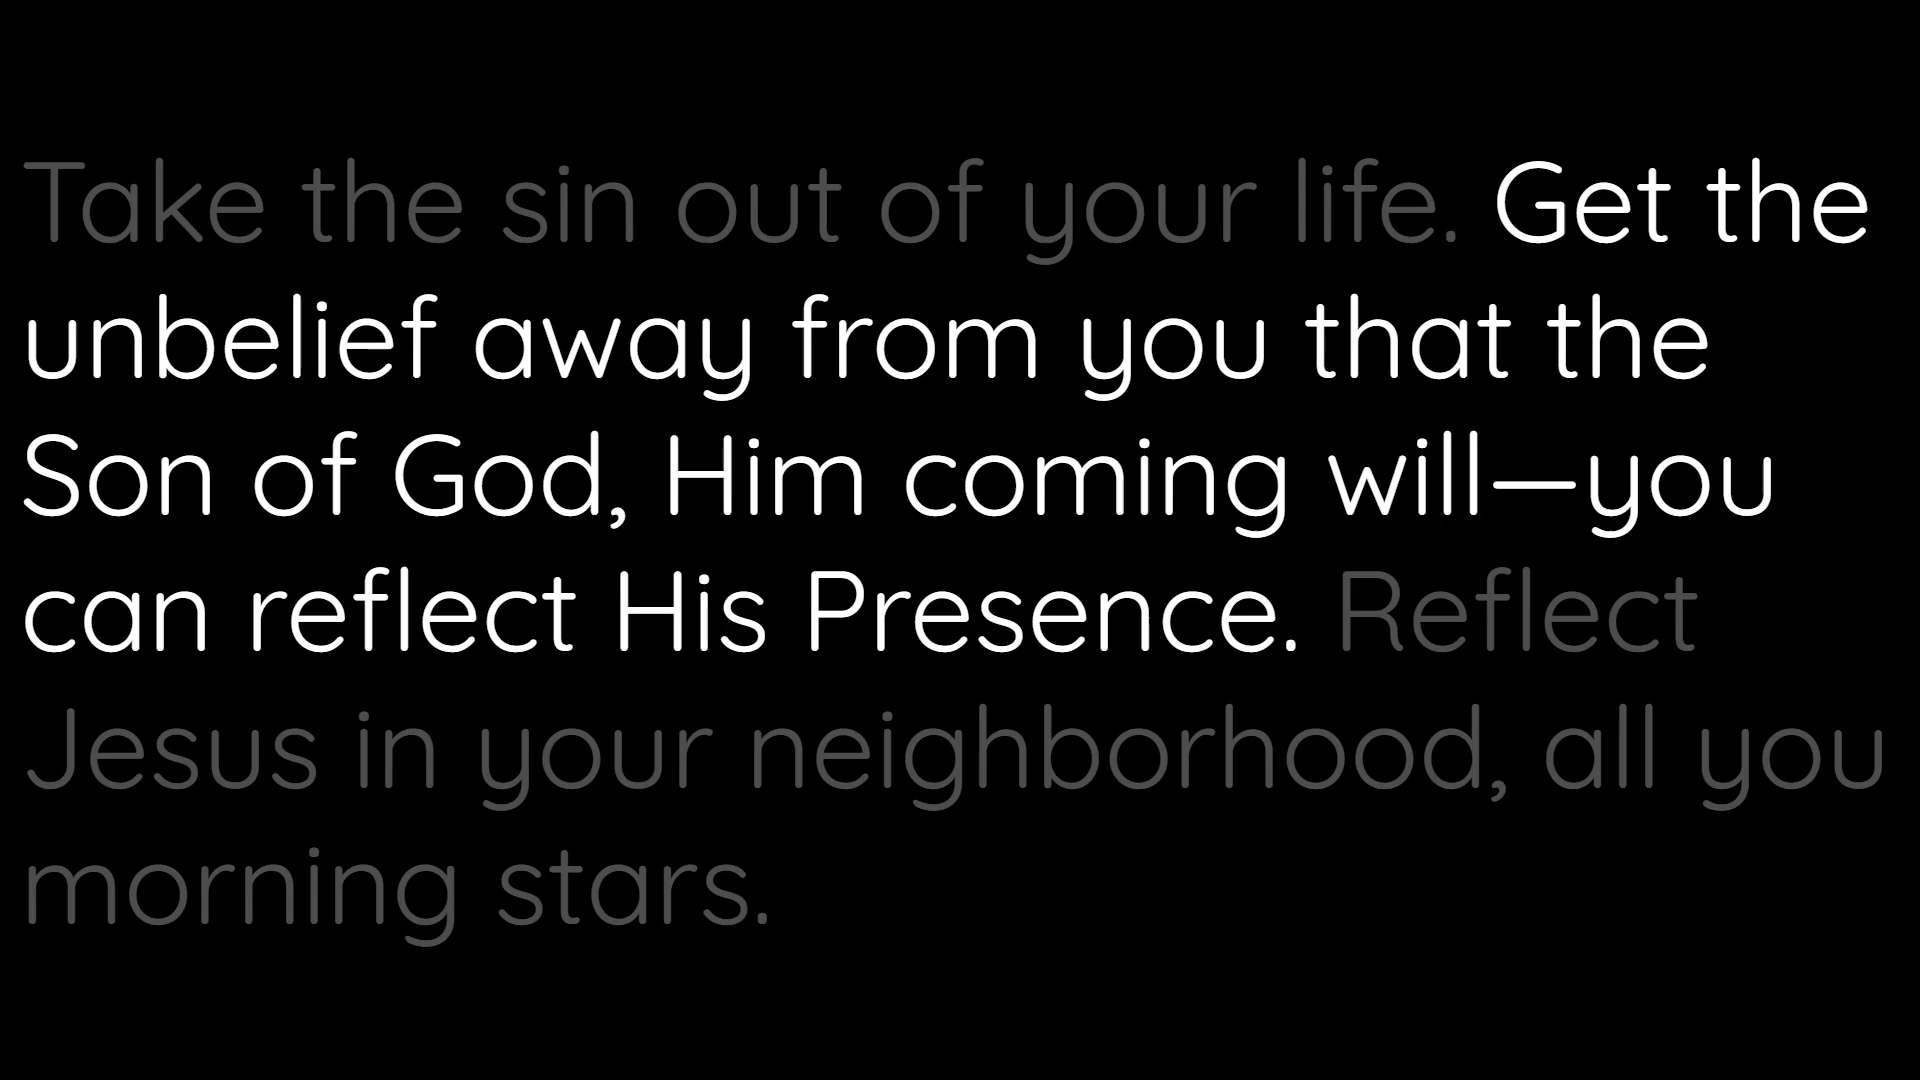 Take the sin out of your life. Get the
unbelief away from you that the
Son of God, Him coming will—you
can reflect His Presence. Reflect
Jesus in your neighborhood, all you
morning stars.